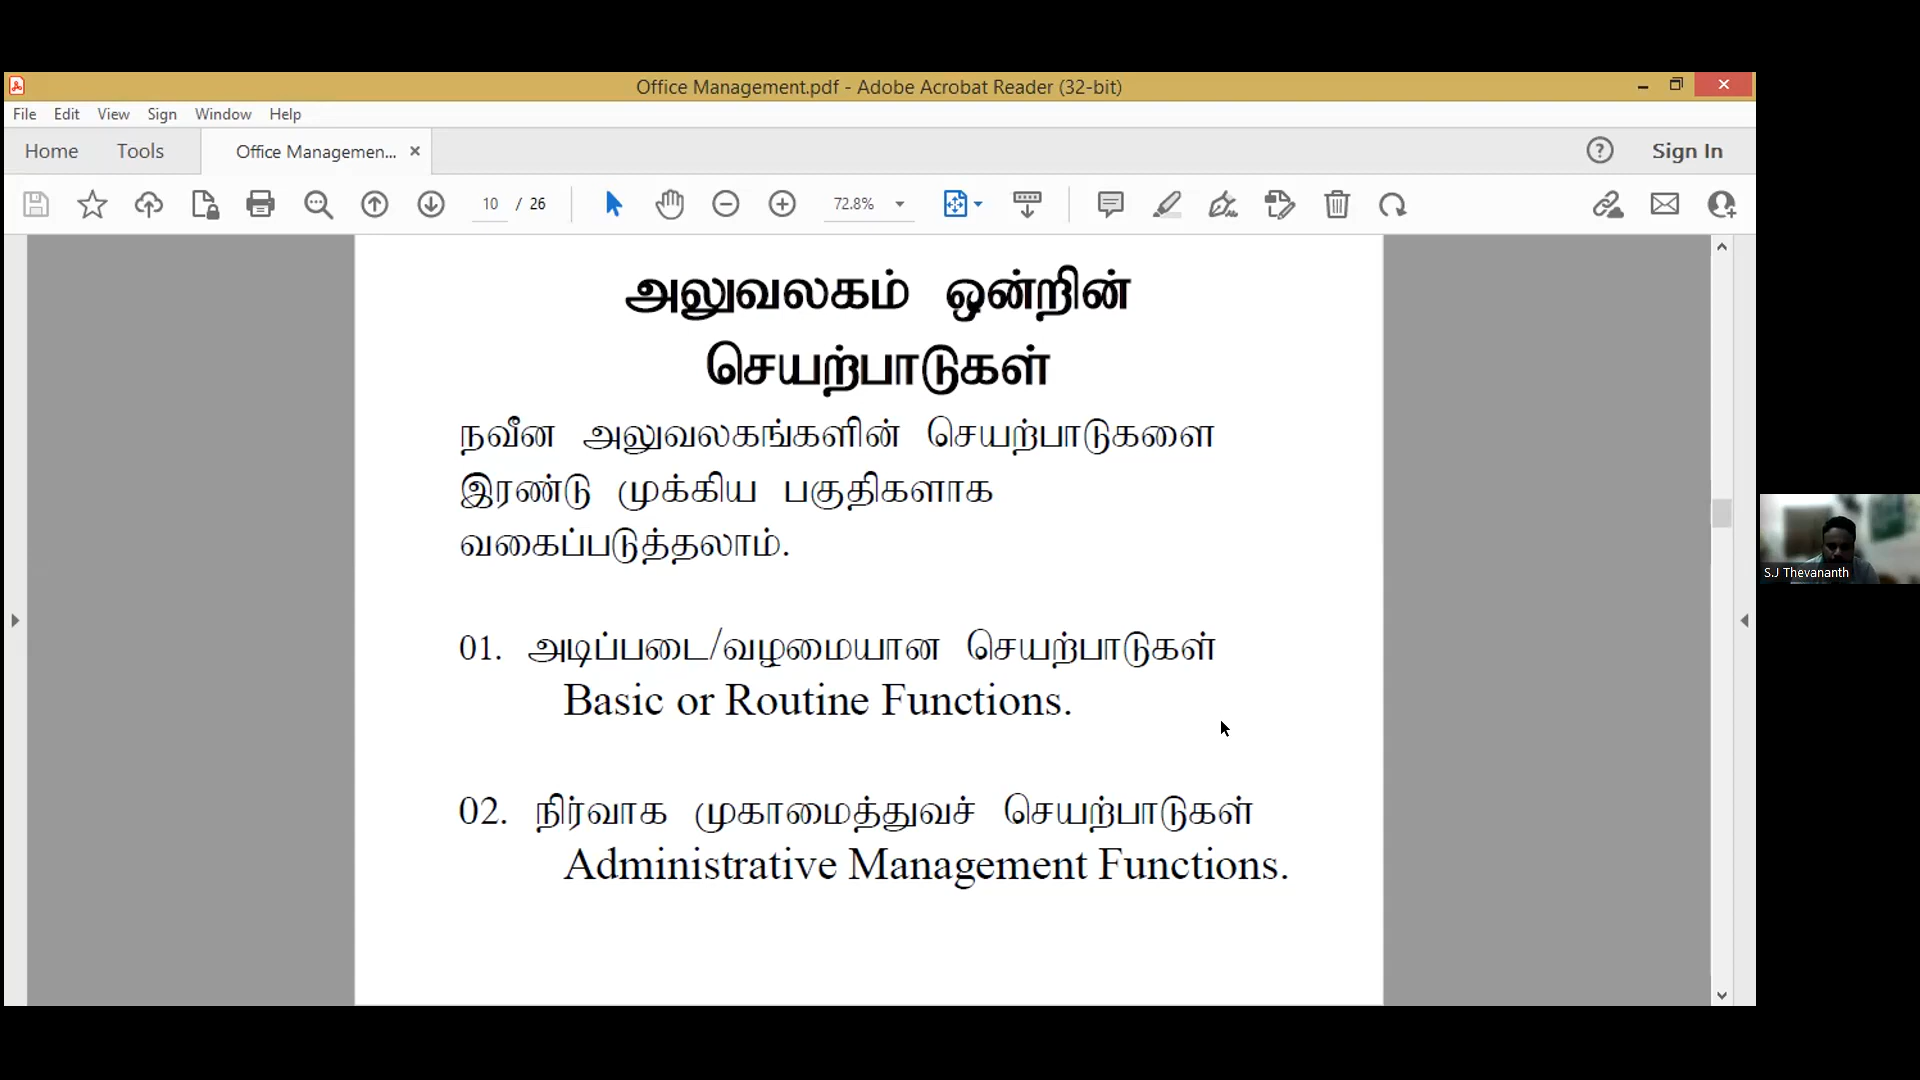 Office Management.pdf - Adobe Acrobat Reader (32-bit)
File Edit View Sign Window Help
Home Tools Office Managemen... × Sign In
10 / 26 72.8%
அலுவலகம் ஒன்றின்
செயற்பாடுகள்
நவீன அலுவலகங்களின் செயற்பாடுகளை
இரண்டு முக்கிய பகுதிகளாக
வகைப்படுத்தலாம்.
01. அடிப்படை/வழமையான செயற்பாடுகள்
Basic or Routine Functions.
02. நிர்வாக முகாமைத்துவச் செயற்பாடுகள்
Administrative Management Functions.
S.J Thevananth